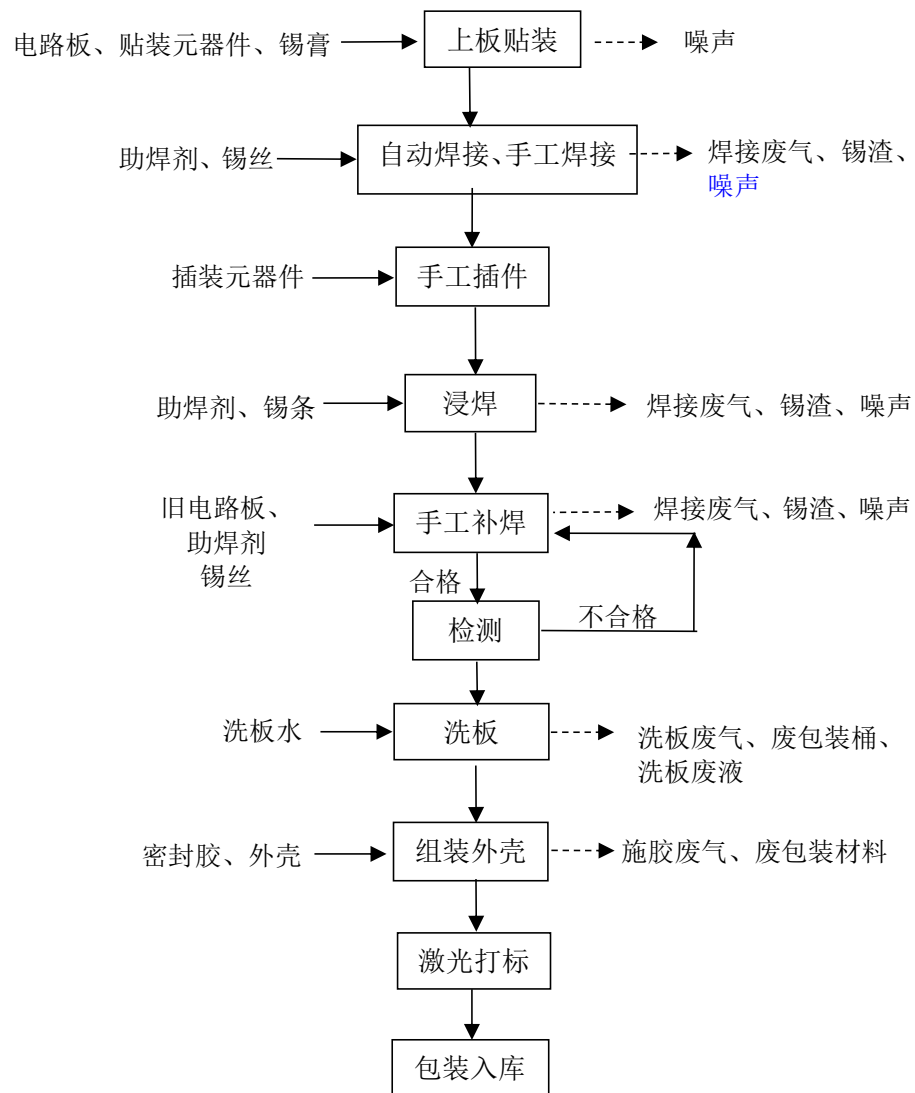 电路板、贴装元器件、锡膏
上板贴装
噪声
助焊剂、锡丝
自动焊接、手工焊接
焊接废气、锡渣、
噪声
插装元器件
手工插件
助焊剂、锡条
浸焊
焊接废气、锡渣、噪声
旧电路板、
助焊剂
锡丝
手工补焊
焊接废气、锡渣、噪声
合格
检测
不合格
洗板水
洗板
洗板废气、废包装桶、
洗板废液
密封胶、外壳
组装外壳
施胶废气、废包装材料
激光打标
包装入库